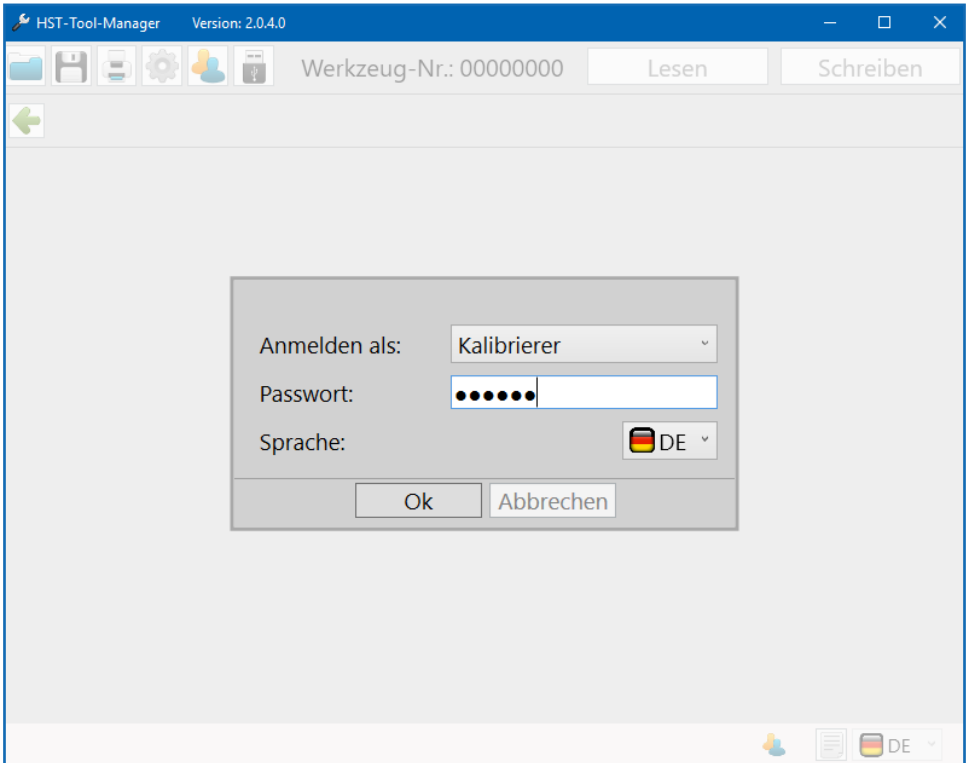 HST-Tool-Manager Version: 2.0.4.0
Werkzeug-Nr.: 00000000 Lesen Schreiben
Anmelden als: Kalibrierer
Passwort: ●●●●●●
Sprache: DE
Ok Abbrechen
DE